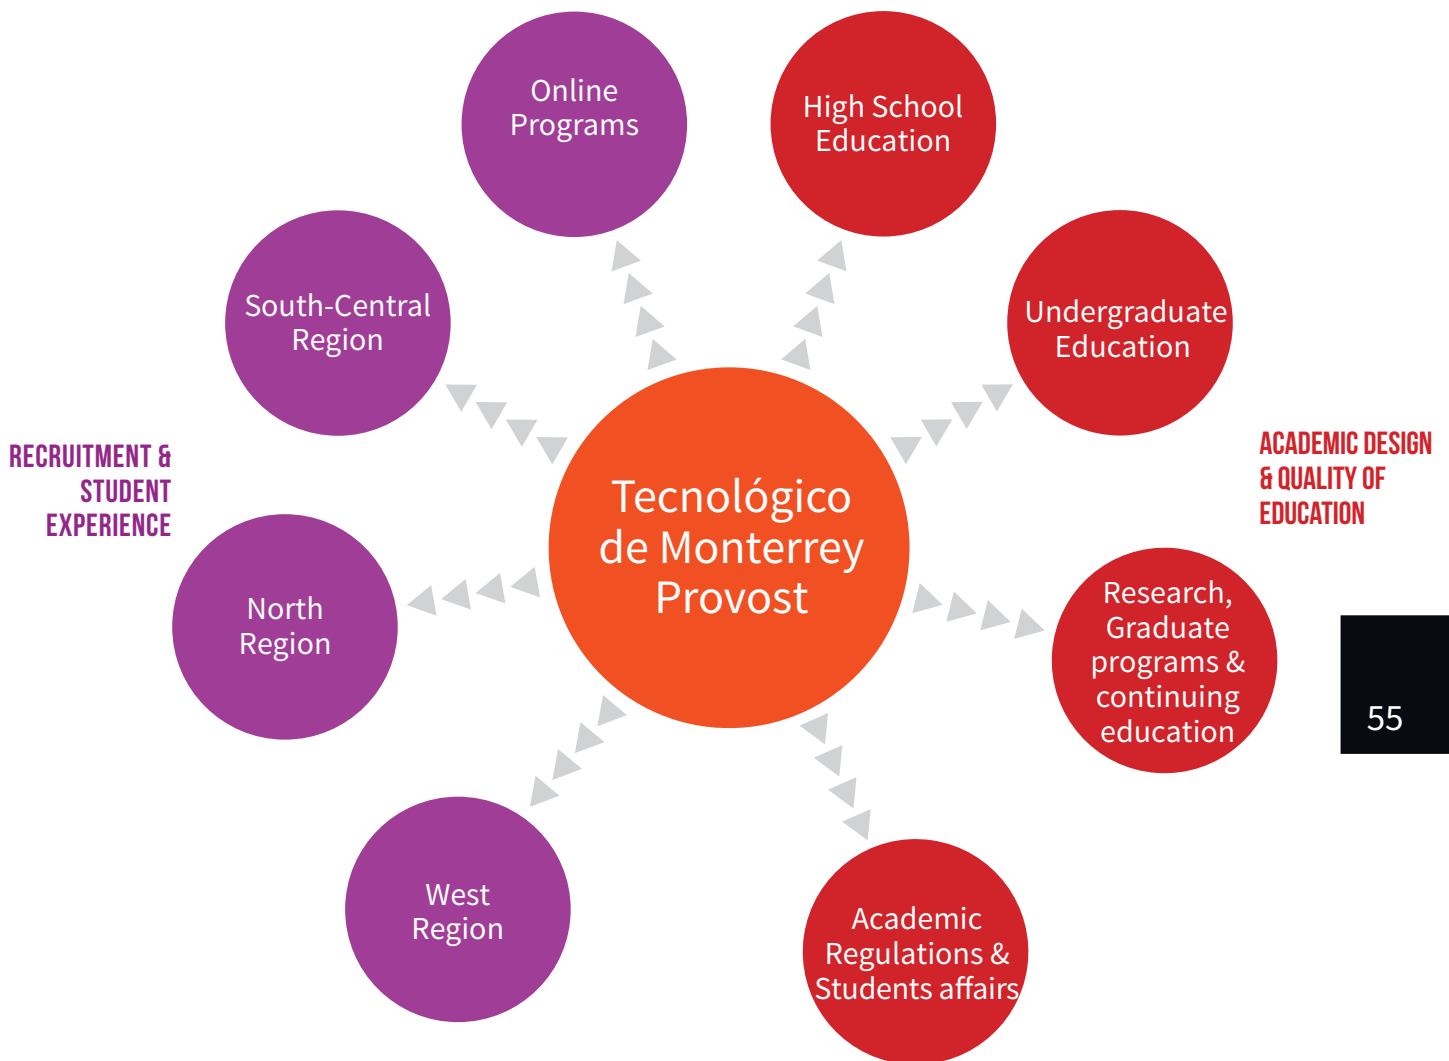 Online
Programs
High School
Education
South-Central
Region
Undergraduate
Education
RECRUITMENT &
STUDENT
EXPERIENCE
ACADEMIC DESIGN
& QUALITY OF
EDUCATION
Tecnológico
de Monterrey
Provost
North
Region
Research,
Graduate
programs &
continuing
education
55
West
Region
Academic
Regulations &
Students affairs